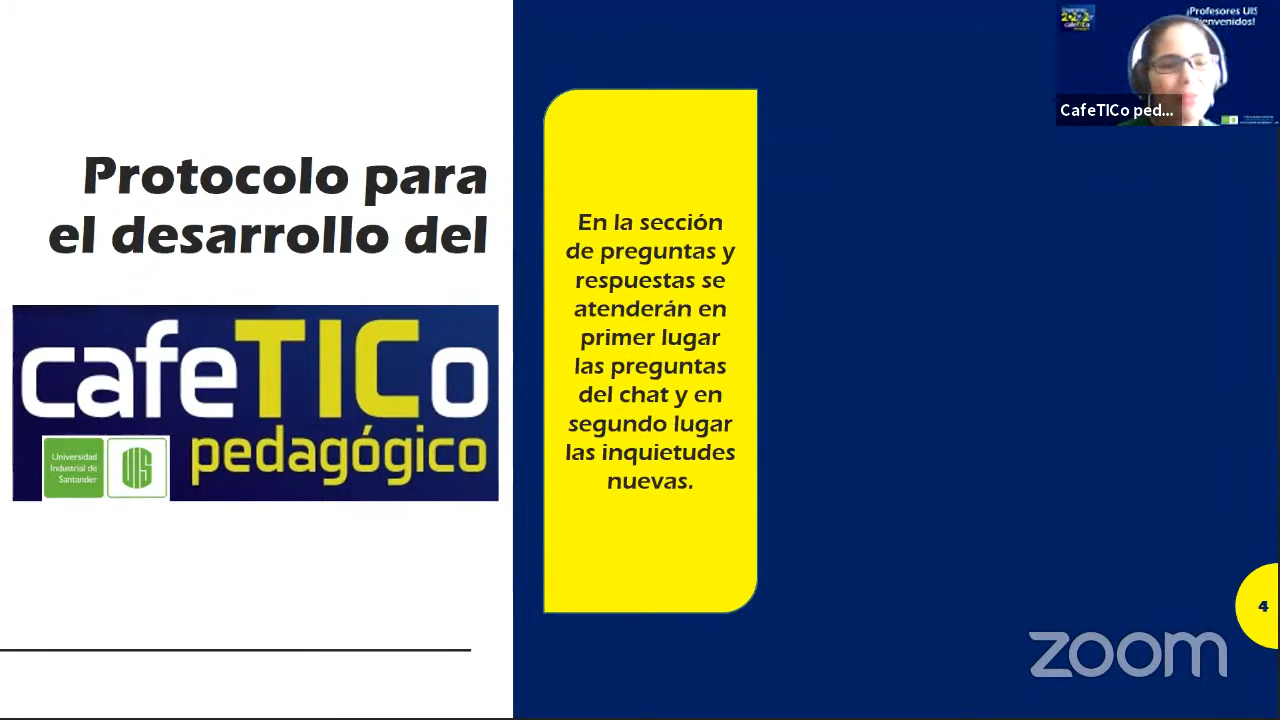 Protocolo para
el desarrollo del
cafeTICo
pedagógico
Universidad
Industrial de
Santander
UIS
En la sección
de preguntas y
respuestas se
atenderán en
primer lugar
las preguntas
del chat y en
segundo lugar
las inquietudes
nuevas.
¡Profesores UIS
Bienvenidos!
CafeTICo ped...
4
zoom